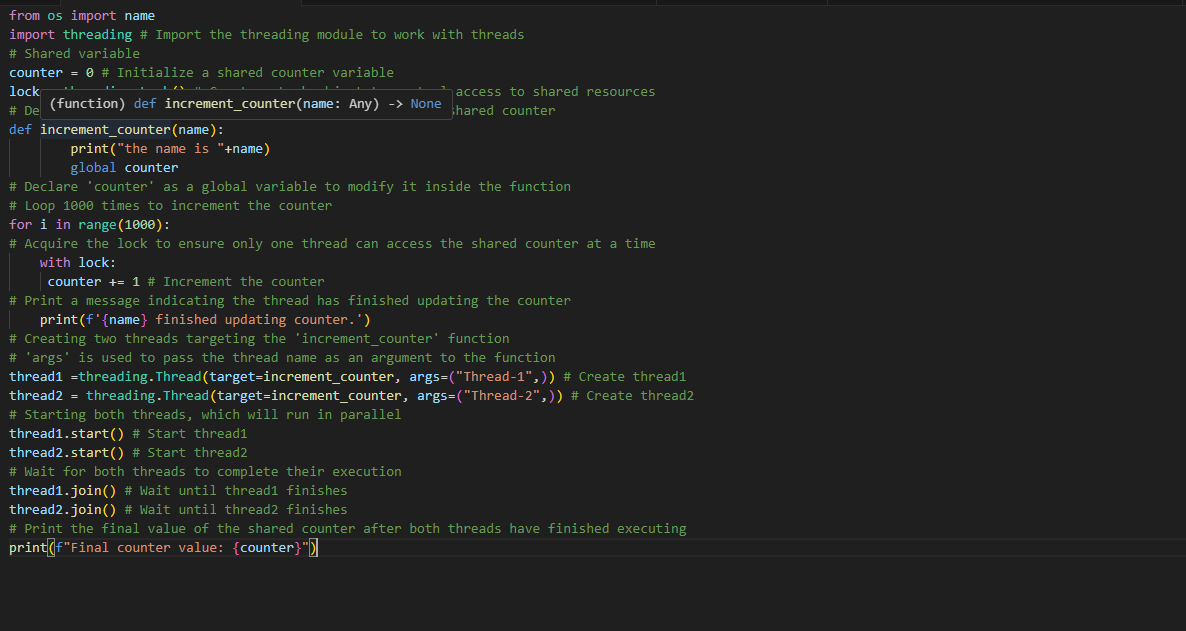 from os import name
import threading # Import the threading module to work with threads
# Shared variable
counter = 0 # Initialize a shared counter variable
lock access to shared resources
(function) def increment_counter(name: Any) -> None
# De shared counter
def increment_counter(name):
        print("the name is "+name)
        global counter
# Declare 'counter' as a global variable to modify it inside the function
# Loop 1000 times to increment the counter
for i in range(1000):
# Acquire the lock to ensure only one thread can access the shared counter at a time
    with lock:
     counter += 1 # Increment the counter
# Print a message indicating the thread has finished updating the counter
    print(f'{name} finished updating counter.')
# Creating two threads targeting the 'increment_counter' function
# 'args' is used to pass the thread name as an argument to the function
thread1 =threading.Thread(target=increment_counter, args=("Thread-1",)) # Create thread1
thread2 = threading.Thread(target=increment_counter, args=("Thread-2",)) # Create thread2
# Starting both threads, which will run in parallel
thread1.start() # Start thread1
thread2.start() # Start thread2
# Wait for both threads to complete their execution
thread1.join() # Wait until thread1 finishes
thread2.join() # Wait until thread2 finishes
# Print the final value of the shared counter after both threads have finished executing
print(f"Final counter value: {counter}")